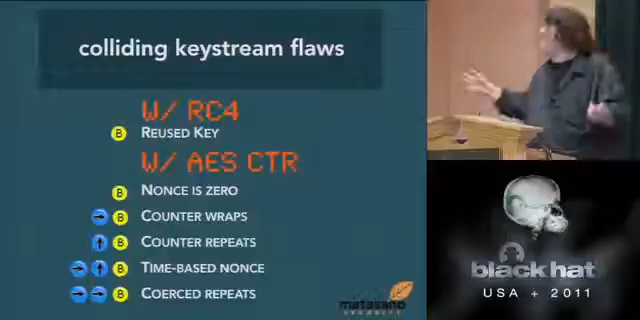 colliding keystream flaws
W/ RC4
B REUSED KEY
W/ AES CTR
B NONCE IS ZERO
B COUNTER WRAPS
B COUNTER REPEATS
B TIME-BASED NONCE
B COERCED REPEATS
matasano
SECURITY
black hat
USA + 2011